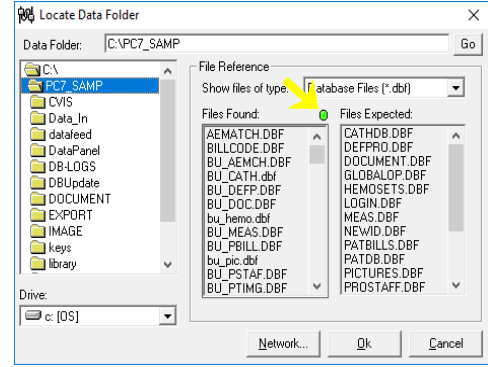 Locate Data Folder
Data Folder: C:\PC7_SAMP Go
C:\
PC7_SAMP
CVIS
Data_In
datafeed
DataPanel
DB-LOGS
DBUpdate
DOCUMENT
EXPORT
IMAGE
keys
library
Drive:
c: [OS]
File Reference
Show files of type: Database Files (*.dbf)
Files Found:
AEMATCH.DBF
BILLCODE.DBF
BU_AEMCH.DBF
BU_CATH.dbf
BU_DEFP.DBF
BU_DOC.DBF
bu_hemo.dbf
BU_MEAS.DBF
BU_PBILL.DBF
bu_pic.dbf
BU_PSTAF.DBF
BU_PTIMG.DBF
Files Expected:
CATHDB.DBF
DEFPRO.DBF
DOCUMENT.DBF
GLOBALOP.DBF
HEMOSETS.DBF
LOGIN.DBF
MEAS.DBF
NEWID.DBF
PATBILLS.DBF
PATDB.DBF
PICTURES.DBF
PROSTAFF.DBF
Network... Ok Cancel